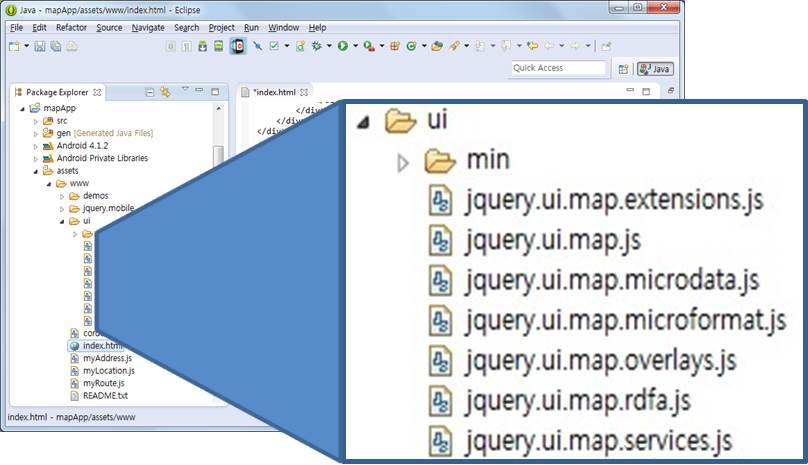 Java - mapApp/assets/www/index.html - Eclipse
File Edit Refactor Source Navigate Search Project Run Window Help
Quick Access
Java
Package Explorer
*index.html
mapApp
src
gen [Generated Java Files]
Android 4.1.2
Android Private Libraries
assets
www
demos
jquery.mobile
ui
index.html
myAddress.js
myLocation.js
myRoute.js
README.txt
index.html - mapApp/assets/www
</div>
</div>
</div>
ui
min
jquery.ui.map.extensions.js
jquery.ui.map.js
jquery.ui.map.microdata.js
jquery.ui.map.microformat.js
jquery.ui.map.overlays.js
jquery.ui.map.rdfa.js
jquery.ui.map.services.js